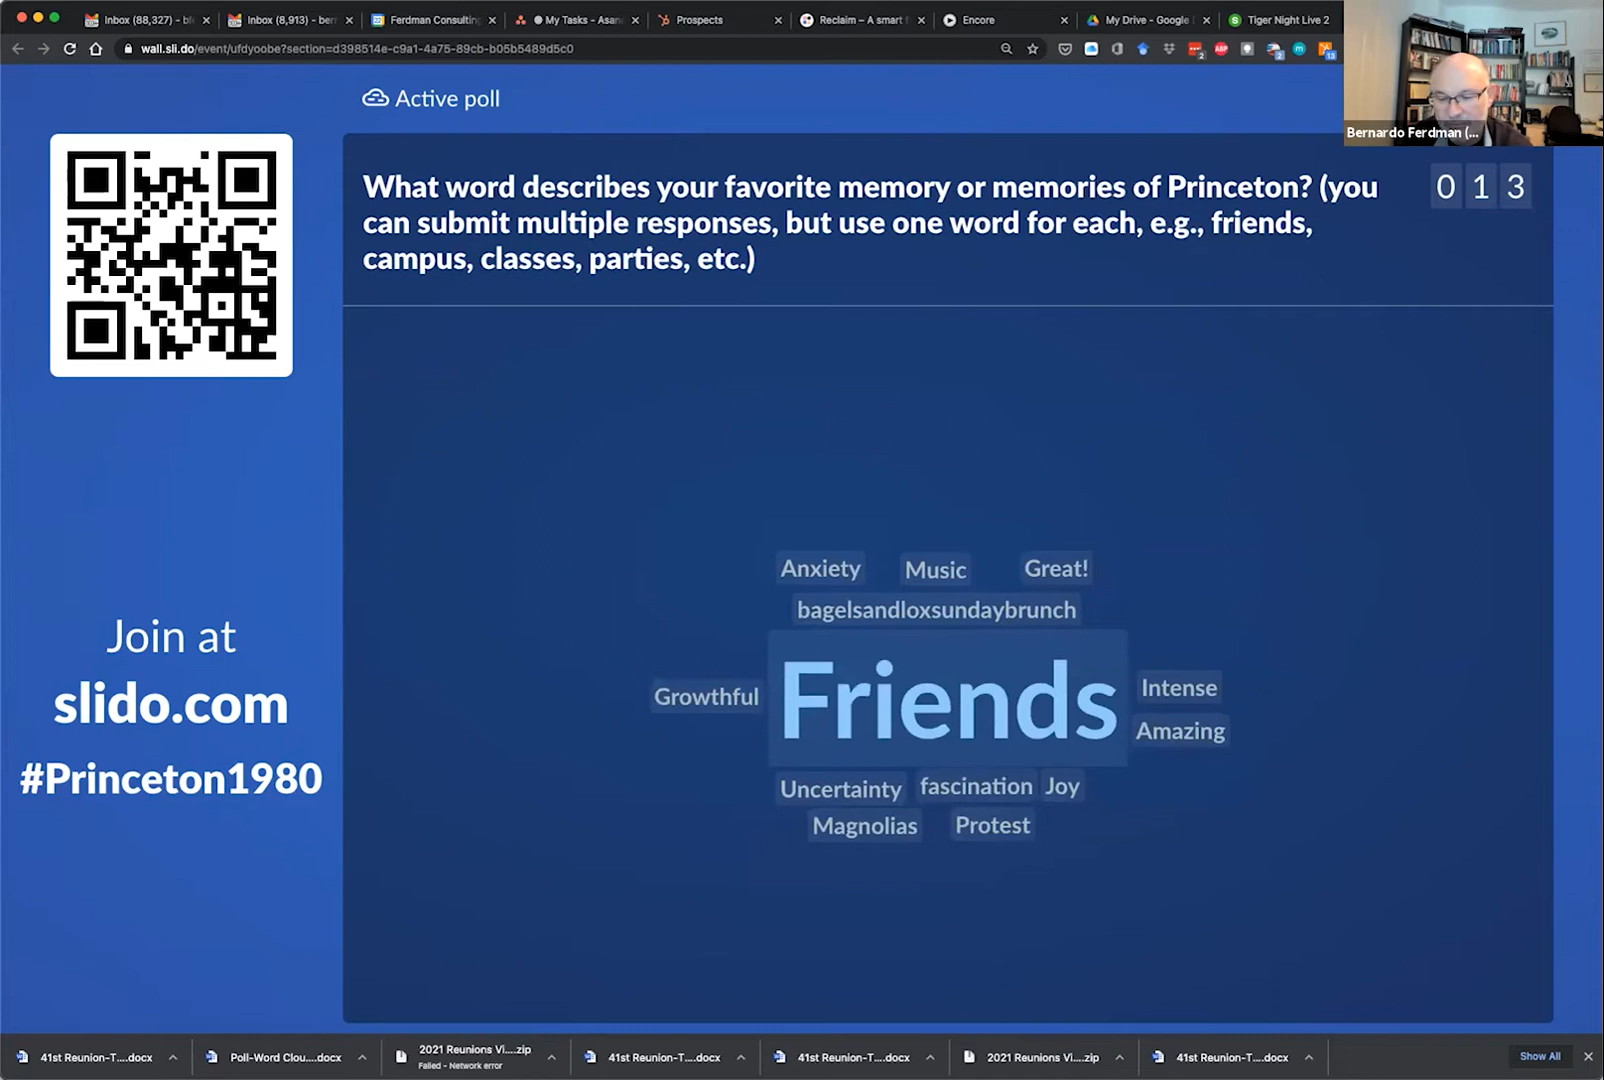 Inbox (88,327) - bf
Inbox (8,913) - berr
Ferdman Consulting
My Tasks - Asan
Prospects
Reclaim – A smart f
Encore
My Drive - Google
Tiger Night Live 2
wall.sli.do/event/ufdyoobe?section=d398514e-c9a1-4a75-89cb-b05b5489d5c0
Bernardo Ferdman (...
Active poll
What word describes your favorite memory or memories of Princeton? (you
can submit multiple responses, but use one word for each, e.g., friends,
campus, classes, parties, etc.)
0 1 3
Anxiety Music Great!
bagelsandloxsundaybrunch
Growthful Friends Intense
Amazing
Uncertainty fascination Joy
Magnolias Protest
Join at
slido.com
#Princeton1980
41st Reunion-T....docx
Poll-Word Clou....docx
2021 Reunions Vi....zip
Failed - Network error
41st Reunion-T....docx
41st Reunion-T....docx
2021 Reunions Vi....zip
41st Reunion-T....docx
Show All